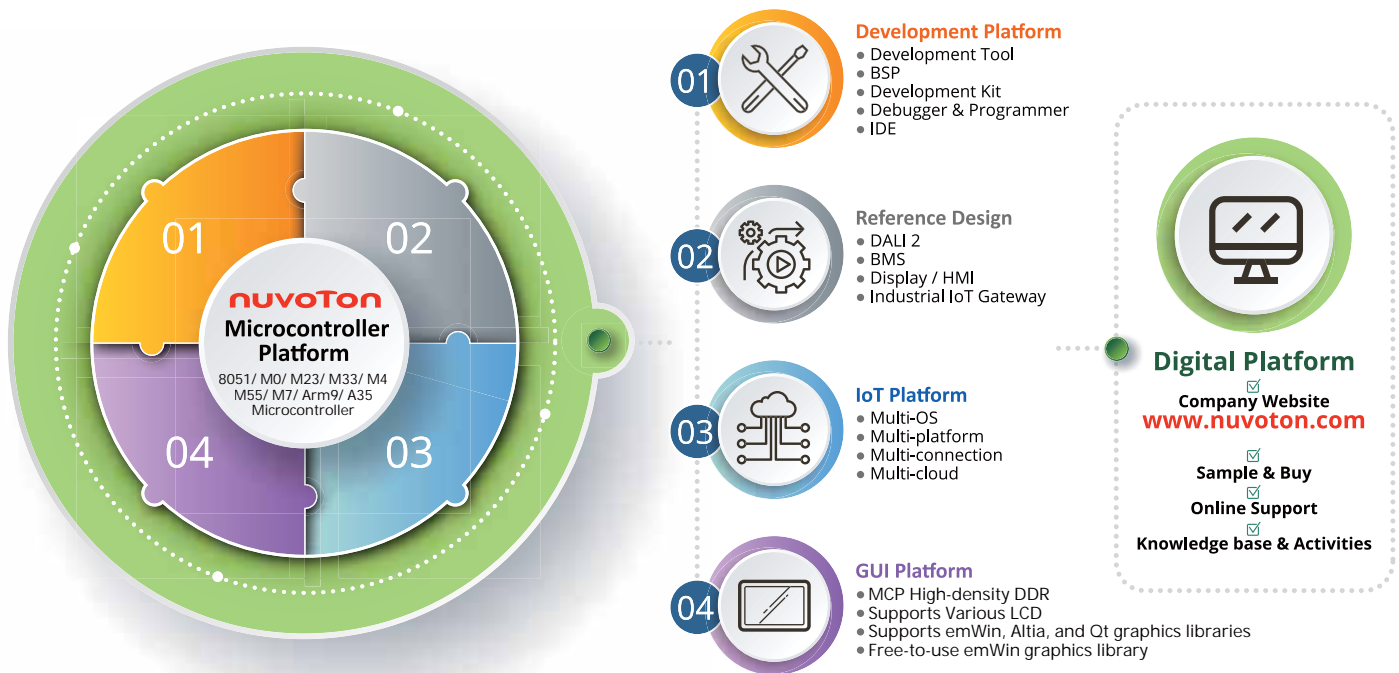 01
02
nuvoTon
Microcontroller
Platform
8051/ M0/ M23/ M33/ M4
M55/ M7/ Arm9/ A35
Microcontroller
04
03
01
Development Platform
• Development Tool
• BSP
• Development Kit
• Debugger & Programmer
• IDE
02
Reference Design
• DALI 2
• BMS
• Display / HMI
• Industrial IoT Gateway
03
IoT Platform
• Multi-OS
• Multi-platform
• Multi-connection
• Multi-cloud
04
GUI Platform
• MCP High-density DDR
• Supports Various LCD
• Supports emWin, Altia, and Qt graphics libraries
• Free-to-use emWin graphics library
Digital Platform
Company Website
www.nuvoton.com
Sample & Buy
Online Support
Knowledge base & Activities